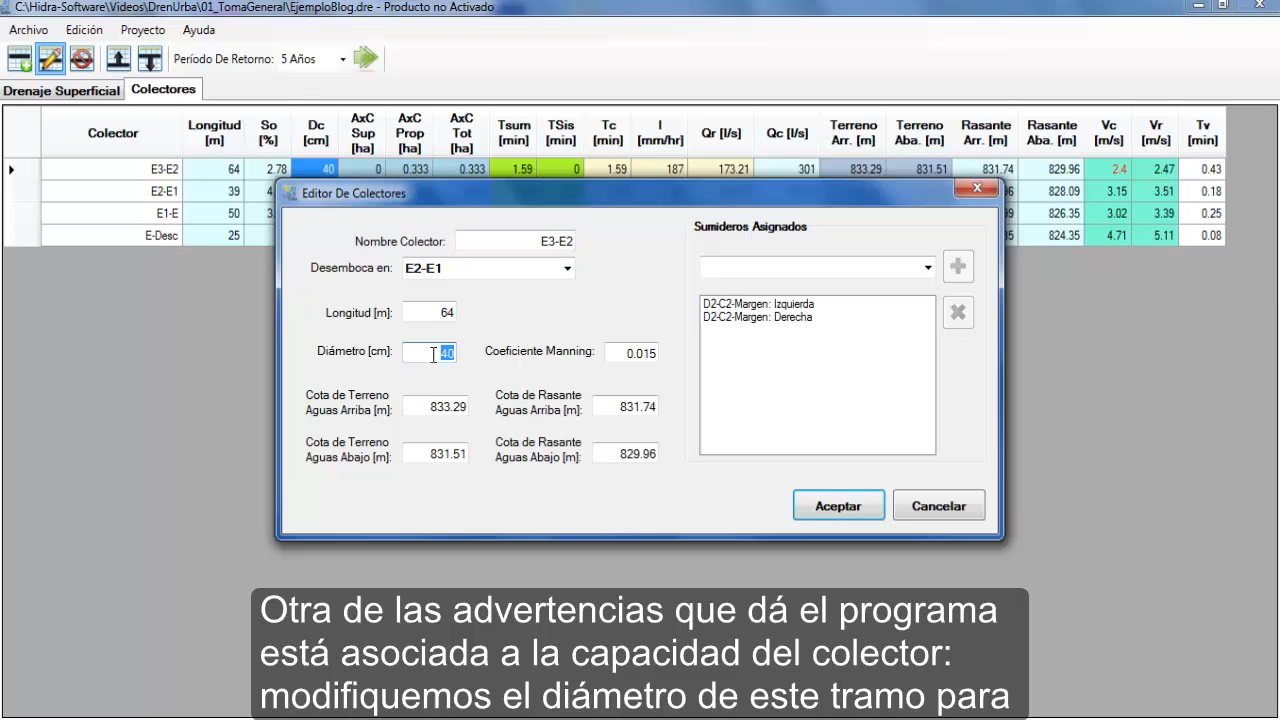 C:\Hidra-Software\Videos\DrenUrba\01_TomaGeneral\EjemploBlog.dre - Producto no Activado
Archivo Edición Proyecto Ayuda
Período De Retorno: 5 Años
Drenaje Superficial Colectores
Colector Longitud [m] So [%] Dc [cm] AxC Sup [ha] AxC Prop [ha] AxC Tot [ha] Tsum [min] TSis [min] Tc [min] I [mm/hr] Qr [l/s] Qc [l/s] Terreno Arr. [m] Terreno Aba. [m] Rasante Arr. [m] Rasante Aba. [m] Vc [m/s] Vr [m/s] Tv [min]
E3-E2 64 2.78 40 0 0.333 0.333 1.59 0 1.59 187 173.21 301 833.29 831.51 831.74 829.96 2.4 2.47 0.43
E2-E1 39 828.09 3.15 3.51 0.18
E1-E 50 826.35 3.02 3.39 0.25
E-Desc 25 824.35 4.71 5.11 0.08
Editor De Colectores
Nombre Colector: E3-E2
Desemboca en: E2-E1
Longitud [m]: 64
Diámetro [cm]: 40 Coeficiente Manning: 0.015
Cota de Terreno Aguas Arriba [m]: 833.29 Cota de Rasante Aguas Arriba [m]: 831.74
Cota de Terreno Aguas Abajo [m]: 831.51 Cota de Rasante Aguas Abajo [m]: 829.96
Sumideros Asignados
D2-C2-Margen: Izquierda
D2-C2-Margen: Derecha
Aceptar Cancelar
Otra de las advertencias que dá el programa
está asociada a la capacidad del colector:
modifiquemos el diámetro de este tramo para